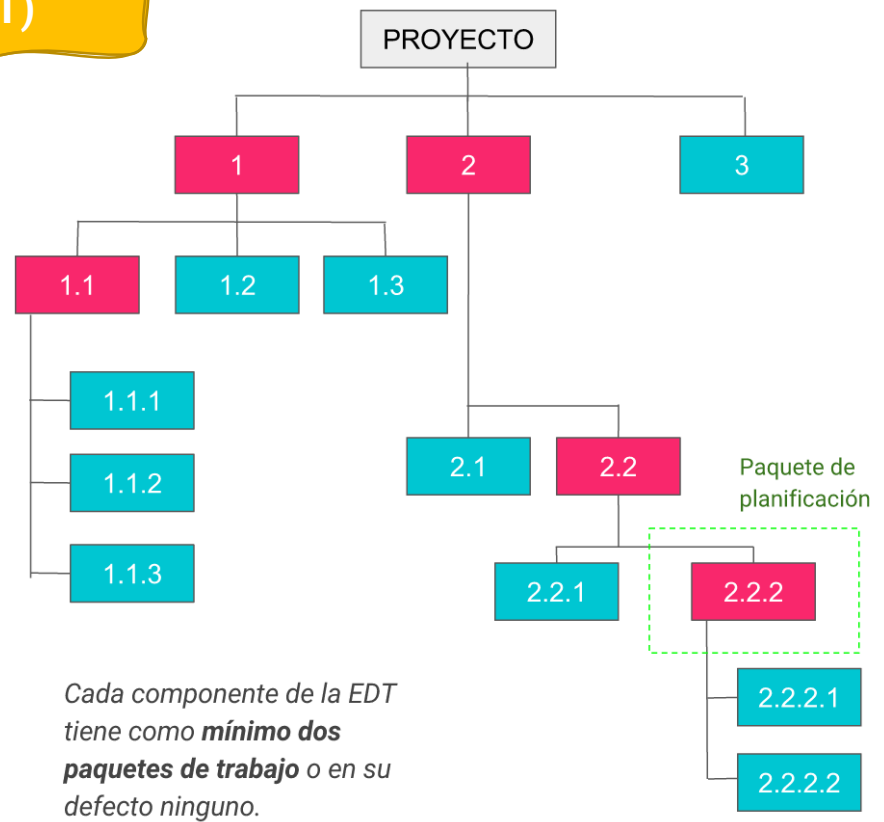 T)
PROYECTO
1
2
3
1.1
1.2
1.3
1.1.1
1.1.2
1.1.3
2.1
2.2
Paquete de
planificación
2.2.1
2.2.2
2.2.2.1
2.2.2.2
Cada componente de la EDT
tiene como mínimo dos
paquetes de trabajo o en su
defecto ninguno.